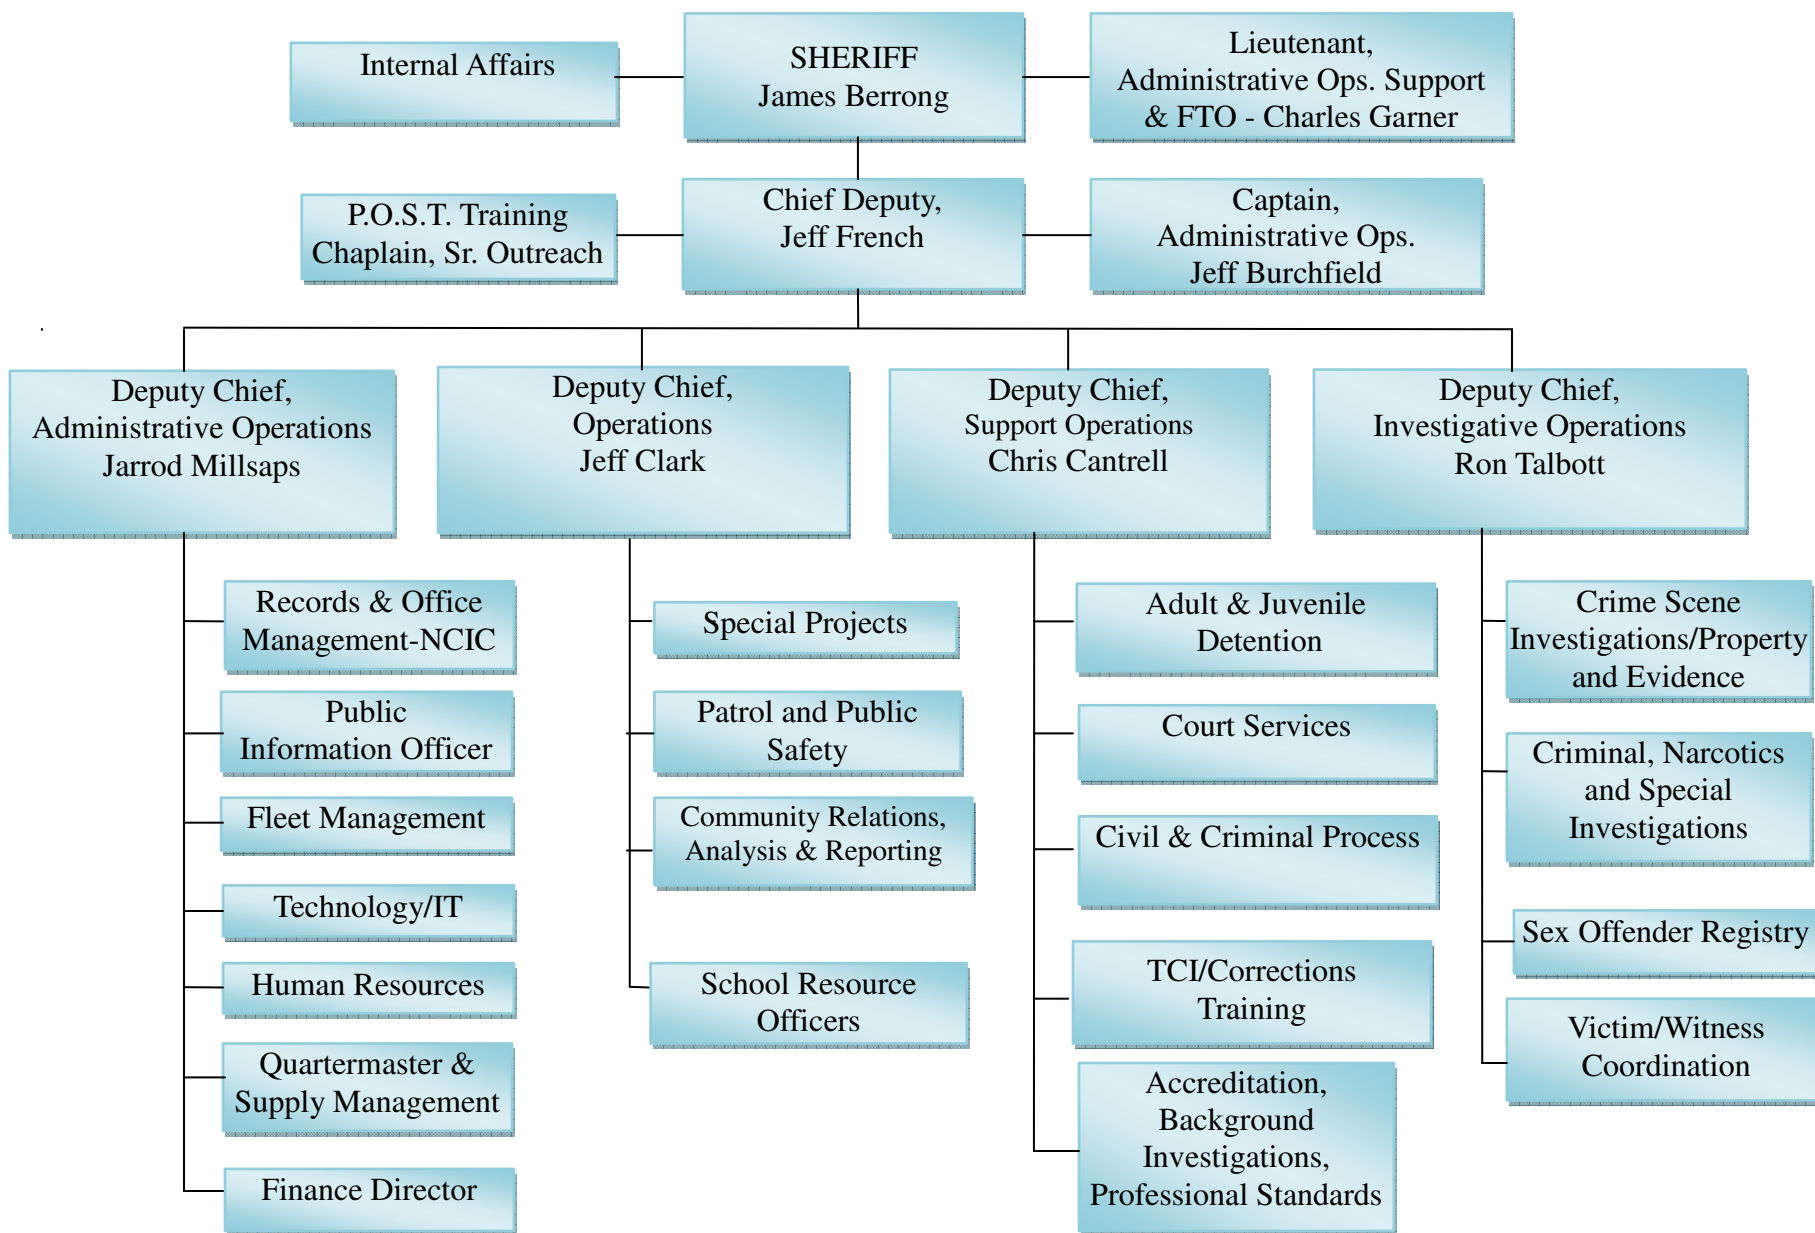 Internal Affairs
SHERIFF
James Berrong
Lieutenant,
Administrative Ops. Support
& FTO - Charles Garner
P.O.S.T. Training
Chaplain, Sr. Outreach
Chief Deputy,
Jeff French
Captain,
Administrative Ops.
Jeff Burchfield
Deputy Chief,
Administrative Operations
Jarrod Millsaps
Deputy Chief,
Operations
Jeff Clark
Deputy Chief,
Support Operations
Chris Cantrell
Deputy Chief,
Investigative Operations
Ron Talbott
Records & Office
Management-NCIC
Public
Information Officer
Fleet Management
Technology/IT
Human Resources
Quartermaster &
Supply Management
Finance Director
Special Projects
Patrol and Public
Safety
Community Relations,
Analysis & Reporting
School Resource
Officers
Adult & Juvenile
Detention
Court Services
Civil & Criminal Process
TCI/Corrections
Training
Accreditation,
Background
Investigations,
Professional Standards
Crime Scene
Investigations/Property
and Evidence
Criminal, Narcotics
and Special
Investigations
Sex Offender Registry
Victim/Witness
Coordination